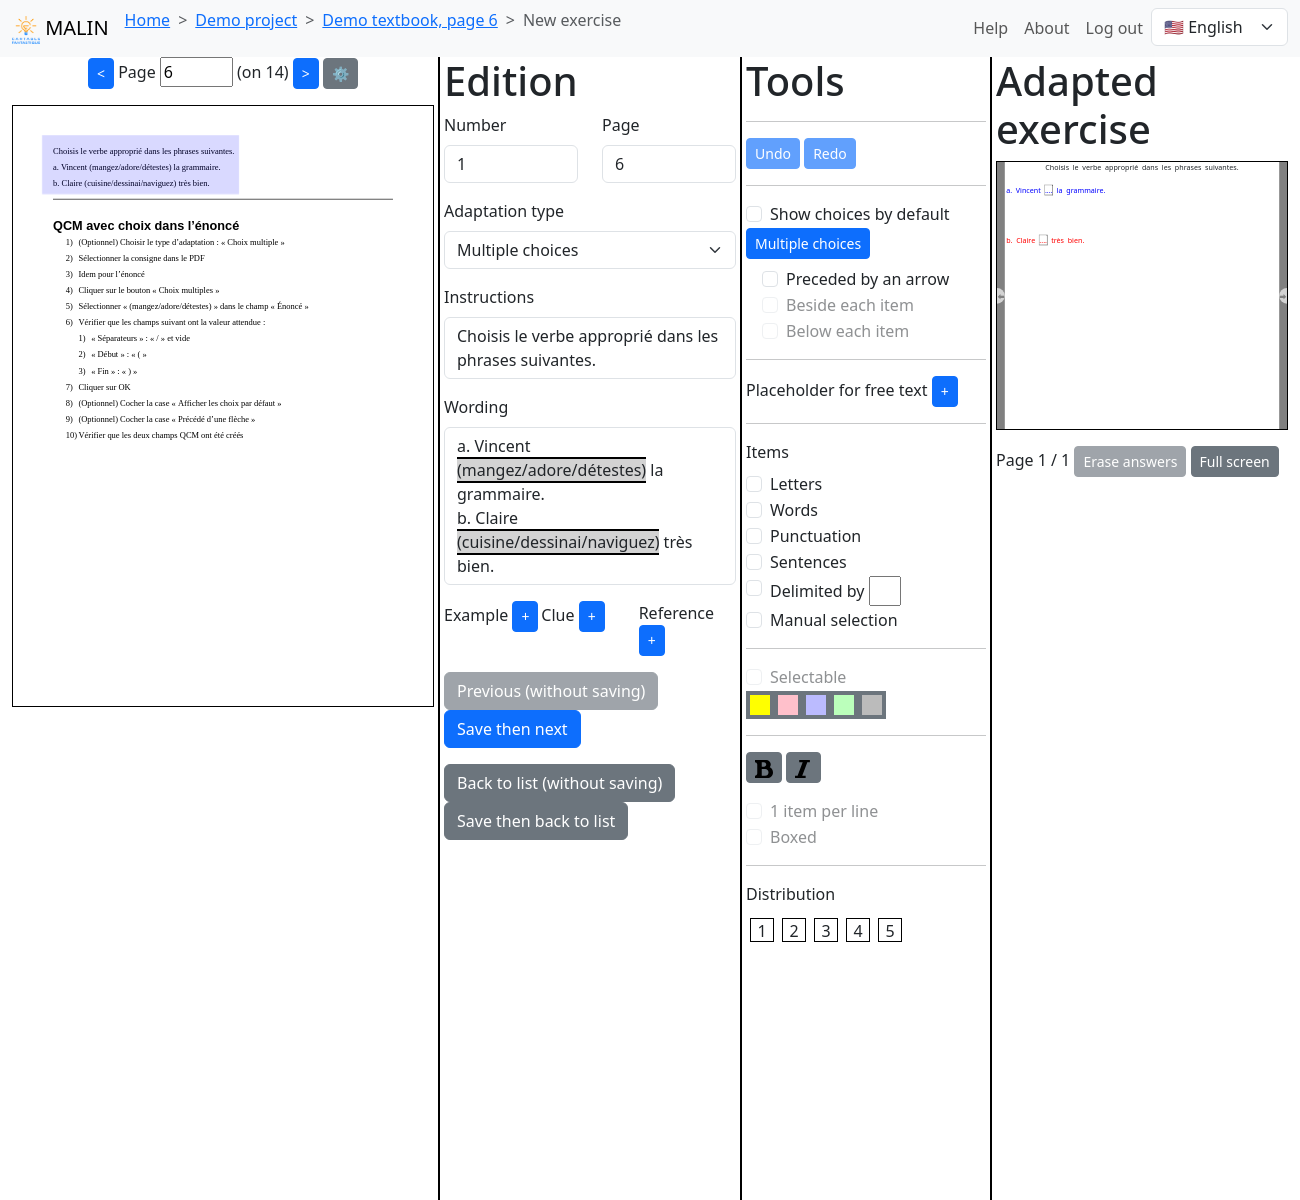 MALIN
Home > Demo project > Demo textbook, page 6 > New exercise
Help About Log out 🇺🇸 English
< Page 6 (on 14) > ⚙️
Choisis le verbe approprié dans les phrases suivantes.
a. Vincent (mangez/adore/détestes) la grammaire.
b. Claire (cuisine/dessinai/naviguez) très bien.
QCM avec choix dans l'énoncé
1) (Optionnel) Choisir le type d'adaptation : « Choix multiple »
2) Sélectionner la consigne dans le PDF
3) Idem pour l'énoncé
4) Cliquer sur le bouton « Choix multiples »
5) Sélectionner « (mangez/adore/détestes) » dans le champ « Énoncé »
6) Vérifier que les champs suivant ont la valeur attendue :
1) « Séparateurs » : « / » et vide
2) « Début » : « ( »
3) « Fin » : « ) »
7) Cliquer sur OK
8) (Optionnel) Cocher la case « Afficher les choix par défaut »
9) (Optionnel) Cocher la case « Précédé d'une flèche »
10) Vérifier que les deux champs QCM ont été créés
Edition
Number Page
1 6
Adaptation type
Multiple choices
Instructions
Choisis le verbe approprié dans les
phrases suivantes.
Wording
a. Vincent
(mangez/adore/détestes) la
grammaire.
b. Claire
(cuisine/dessinai/naviguez) très
bien.
Example + Clue + Reference
+
Previous (without saving)
Save then next
Back to list (without saving)
Save then back to list
Tools
Undo Redo
Show choices by default
Multiple choices
Preceded by an arrow
Beside each item
Below each item
Placeholder for free text +
Items
Letters
Words
Punctuation
Sentences
Delimited by
Manual selection
Selectable
B I
1 item per line
Boxed
Distribution
1 2 3 4 5
Adapted
exercise
Choisis le verbe approprié dans les phrases suivantes.
a. Vincent .... la grammaire.
b. Claire .... très bien.
Page 1 / 1 Erase answers Full screen